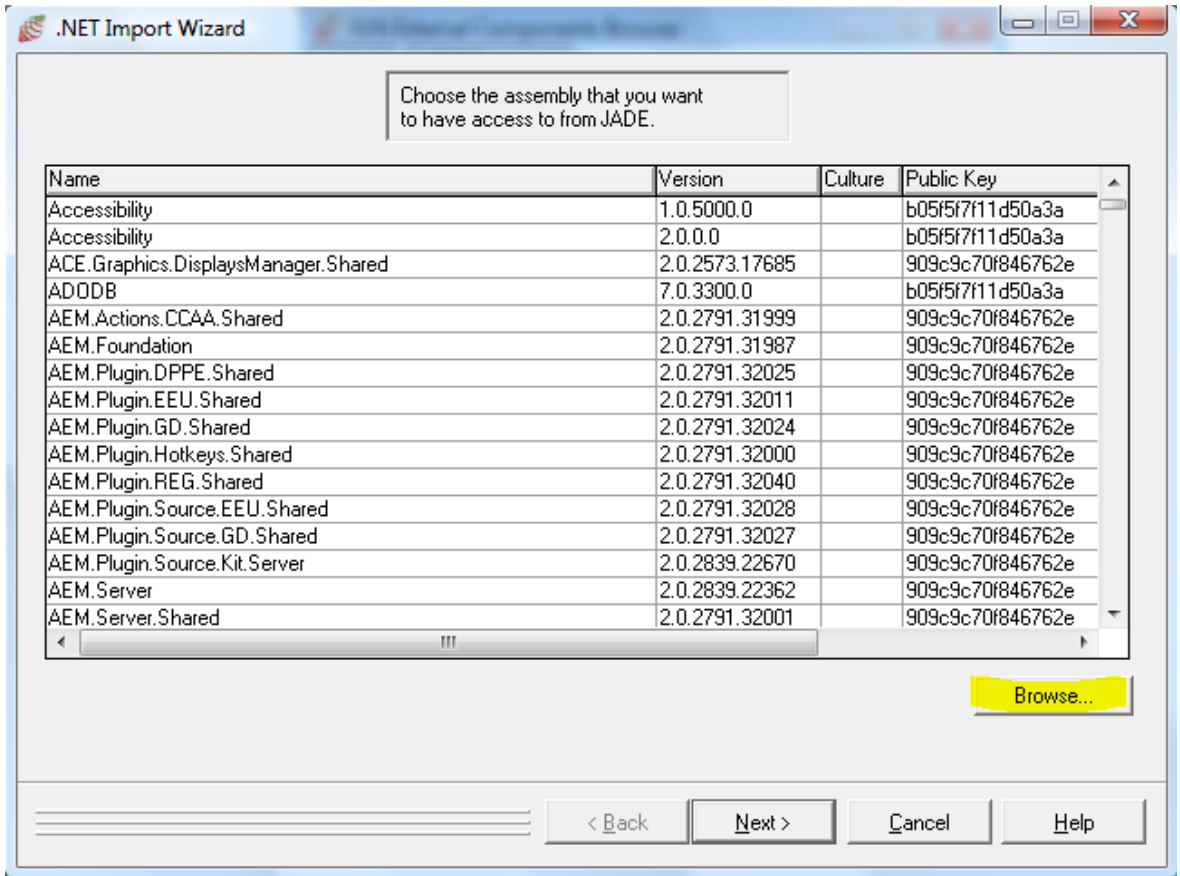 .NET Import Wizard
Choose the assembly that you want
to have access to from JADE.
Name Version Culture Public Key
Accessibility 1.0.5000.0 b05f5f7f11d50a3a
Accessibility 2.0.0.0 b05f5f7f11d50a3a
ACE.Graphics.DisplaysManager.Shared 2.0.2573.17685 909c9c70f846762e
ADODB 7.0.3300.0 b05f5f7f11d50a3a
AEM.Actions.CCAA.Shared 2.0.2791.31999 909c9c70f846762e
AEM.Foundation 2.0.2791.31987 909c9c70f846762e
AEM.Plugin.DPPE.Shared 2.0.2791.32025 909c9c70f846762e
AEM.Plugin.EEU.Shared 2.0.2791.32011 909c9c70f846762e
AEM.Plugin.GD.Shared 2.0.2791.32024 909c9c70f846762e
AEM.Plugin.Hotkeys.Shared 2.0.2791.32000 909c9c70f846762e
AEM.Plugin.REG.Shared 2.0.2791.32040 909c9c70f846762e
AEM.Plugin.Source.EEU.Shared 2.0.2791.32028 909c9c70f846762e
AEM.Plugin.Source.GD.Shared 2.0.2791.32027 909c9c70f846762e
AEM.Plugin.Source.Kit.Server 2.0.2839.22670 909c9c70f846762e
AEM.Server 2.0.2839.22362 909c9c70f846762e
AEM.Server.Shared 2.0.2791.32001 909c9c70f846762e
Browse...
< Back Next > Cancel Help